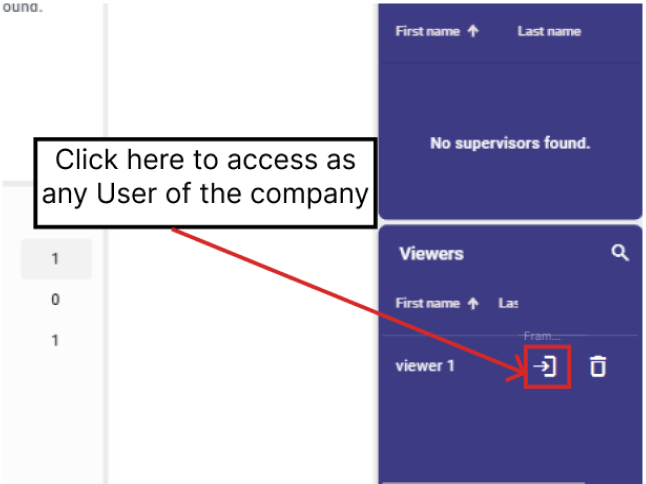 ound.
First name Last name
No supervisors found.
Click here to access as
any User of the company
Viewers
1
First name Las
0
Fram...
1
viewer 1